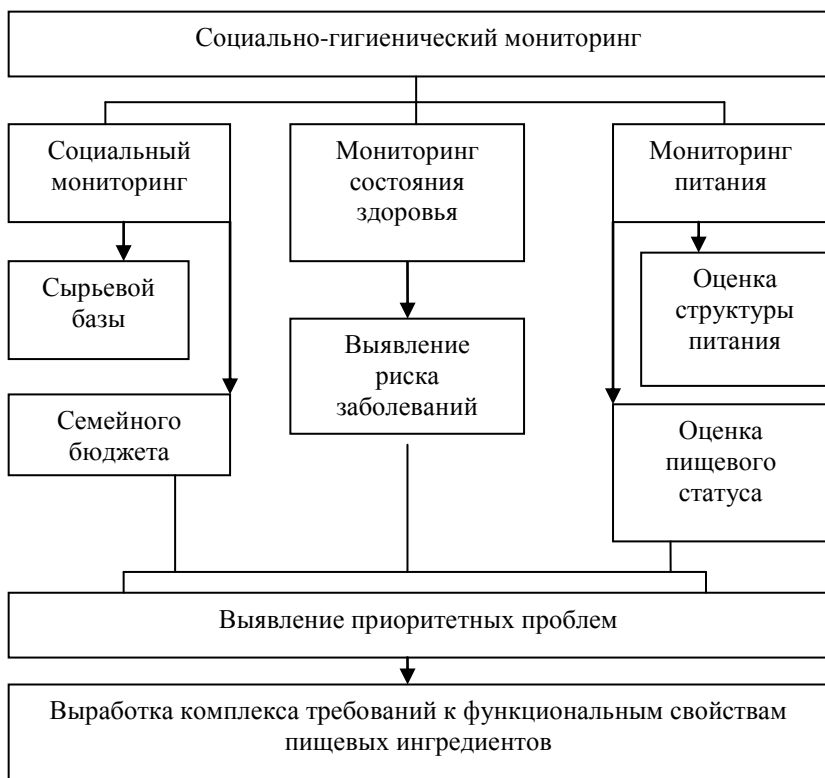 Социально-гигиенический мониторинг
Социальный
мониторинг
Мониторинг
состояния
здоровья
Мониторинг
питания
Сырьевой
базы
Оценка
структуры
питания
Выявление
риска
заболеваний
Семейного
бюджета
Оценка
пищевого
статуса
Выявление приоритетных проблем
Выработка комплекса требований к функциональным свойствам
пищевых ингредиентов